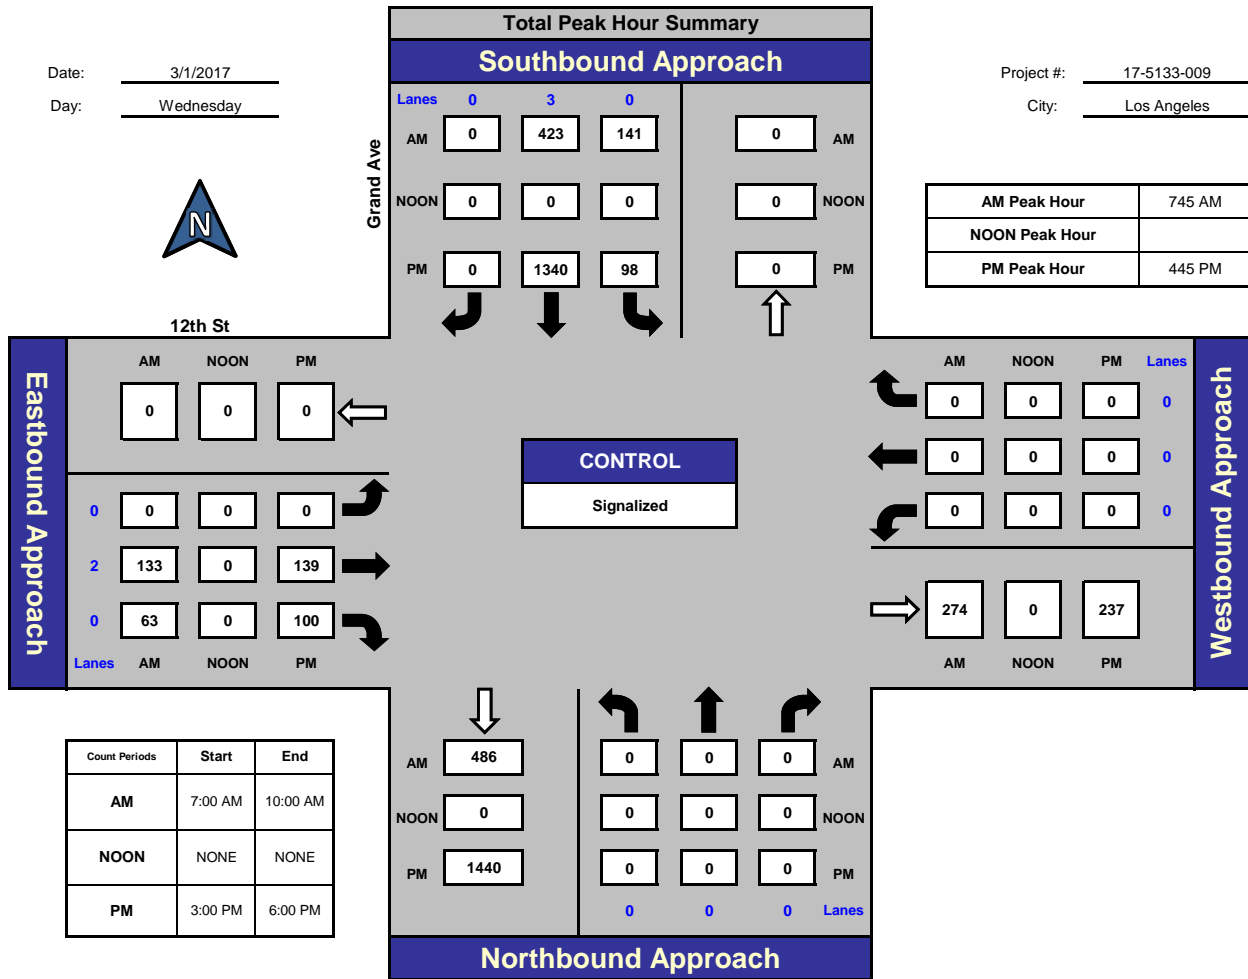 Total Peak Hour Summary
Southbound Approach
Date: 3/1/2017
Day: Wednesday
Project #: 17-5133-009
City: Los Angeles
Lanes 0 3 0
AM 0 423 141 0 AM
NOON 0 0 0 0 NOON
PM 0 1340 98 0 PM
Grand Ave
N
AM Peak Hour 745 AM
NOON Peak Hour
PM Peak Hour 445 PM
12th St
Eastbound Approach
AM NOON PM
0 0 0
0 0 0 0
2 133 0 139
0 63 0 100
Lanes AM NOON PM
CONTROL
Signalized
AM NOON PM Lanes
0 0 0 0
0 0 0 0
0 0 0 0
274 0 237
AM NOON PM
Westbound Approach
Count Periods Start End
AM 7:00 AM 10:00 AM
NOON NONE NONE
PM 3:00 PM 6:00 PM
AM 486 0 0 0 AM
NOON 0 0 0 0 NOON
PM 1440 0 0 0 PM
0 0 0 Lanes
Northbound Approach